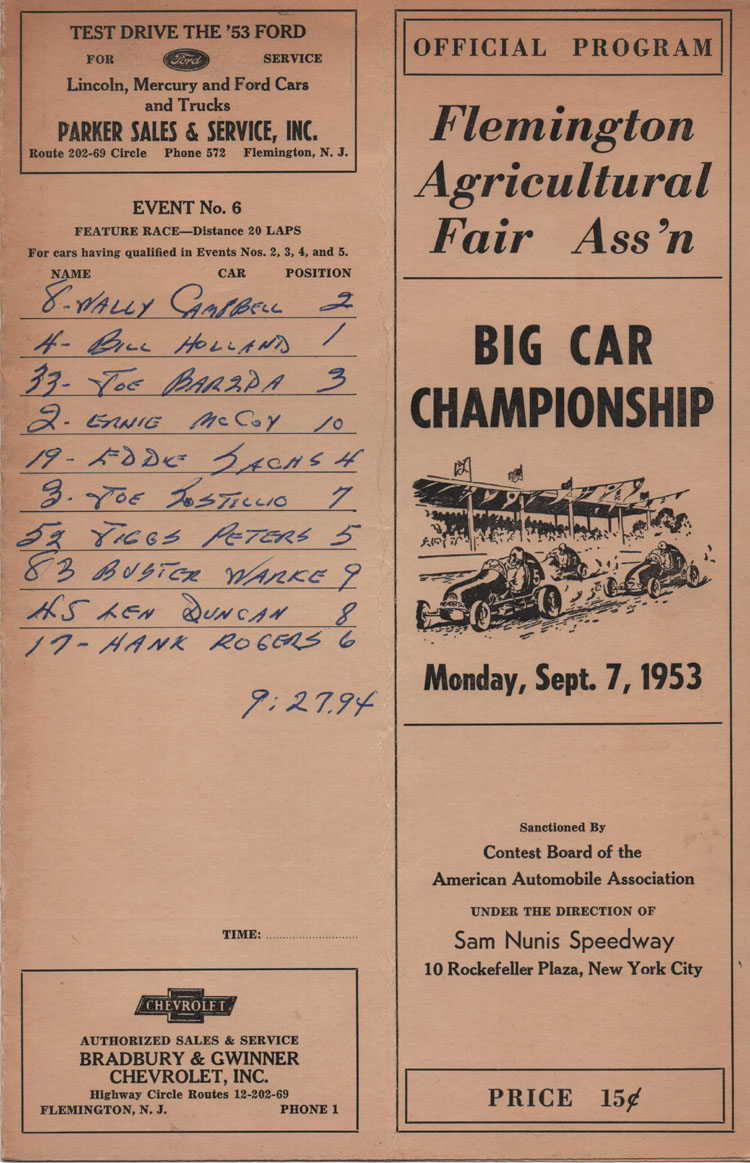 TEST DRIVE THE '53 FORD
FOR Ford SERVICE
Lincoln, Mercury and Ford Cars
and Trucks
PARKER SALES & SERVICE, INC.
Route 202-69 Circle Phone 572 Flemington, N. J.
EVENT No. 6
FEATURE RACE—Distance 20 LAPS
For cars having qualified in Events Nos. 2, 3, 4, and 5.
NAME CAR POSITION
8-WALLY CAMPBELL 2
4- BILL HOLLAND 1
33- JOE BARZDA 3
2- ERNIE McCOY 10
19- EDDIE SACHS 4
3- JOE SOSTILLIO 7
52 JIGGS PETERS 5
83 BUSTER WARKE 9
45 LEN DUNCAN 8
17- HANK ROGERS 6
9:27.94
TIME: ..............................
CHEVROLET
AUTHORIZED SALES & SERVICE
BRADBURY & GWINNER
CHEVROLET, INC.
Highway Circle Routes 12-202-69
FLEMINGTON, N. J. PHONE 1
OFFICIAL PROGRAM
Flemington
Agricultural
Fair Ass'n
BIG CAR
CHAMPIONSHIP
Monday, Sept. 7, 1953
Sanctioned By
Contest Board of the
American Automobile Association
UNDER THE DIRECTION OF
Sam Nunis Speedway
10 Rockefeller Plaza, New York City
PRICE 15¢